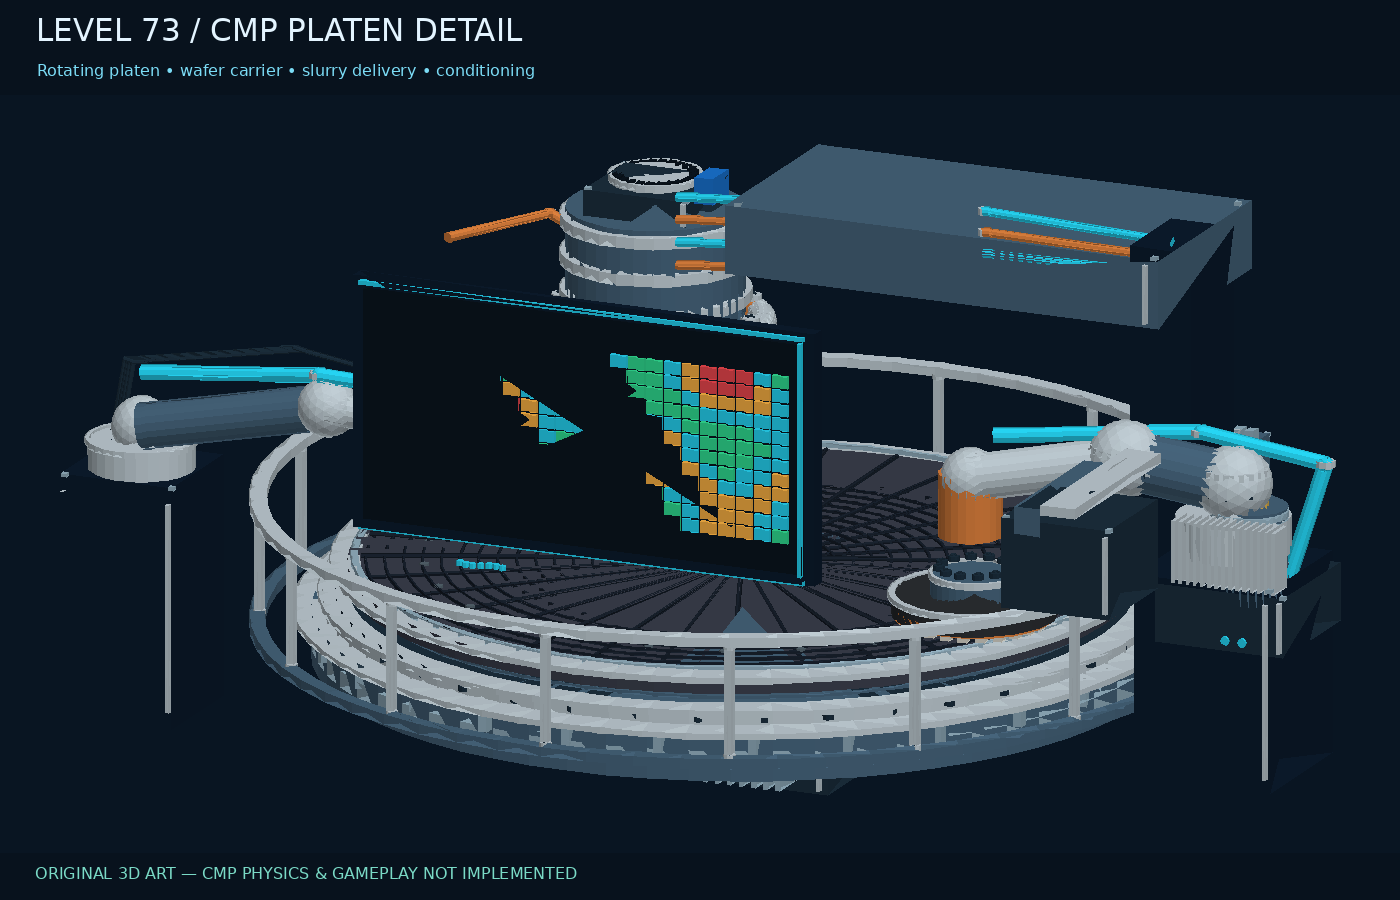 LEVEL 73 / CMP PLATEN DETAIL
Rotating platen • wafer carrier • slurry delivery • conditioning
ORIGINAL 3D ART — CMP PHYSICS & GAMEPLAY NOT IMPLEMENTED